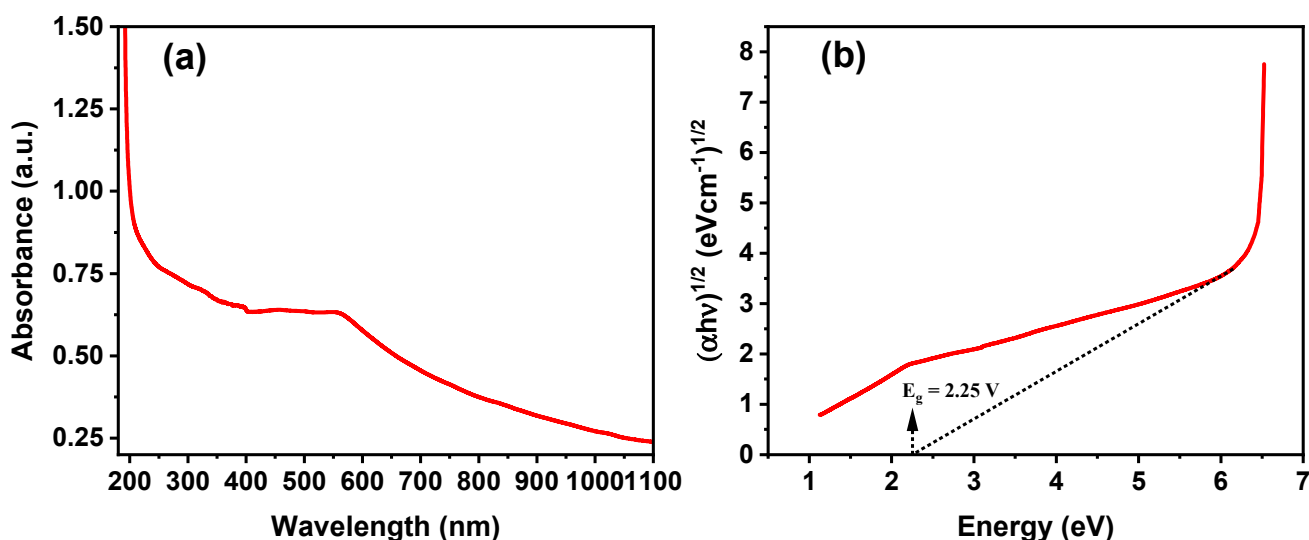 (a)
Absorbance (a.u.)
1.50
1.25
1.00
0.75
0.50
0.25
200 300 400 500 600 700 800 900 1000 1100
Wavelength (nm)
(b)
(αhν)1/2 (eVcm-1)1/2
8
7
6
5
4
3
2
1
0
Eg = 2.25 V
1 2 3 4 5 6 7
Energy (eV)